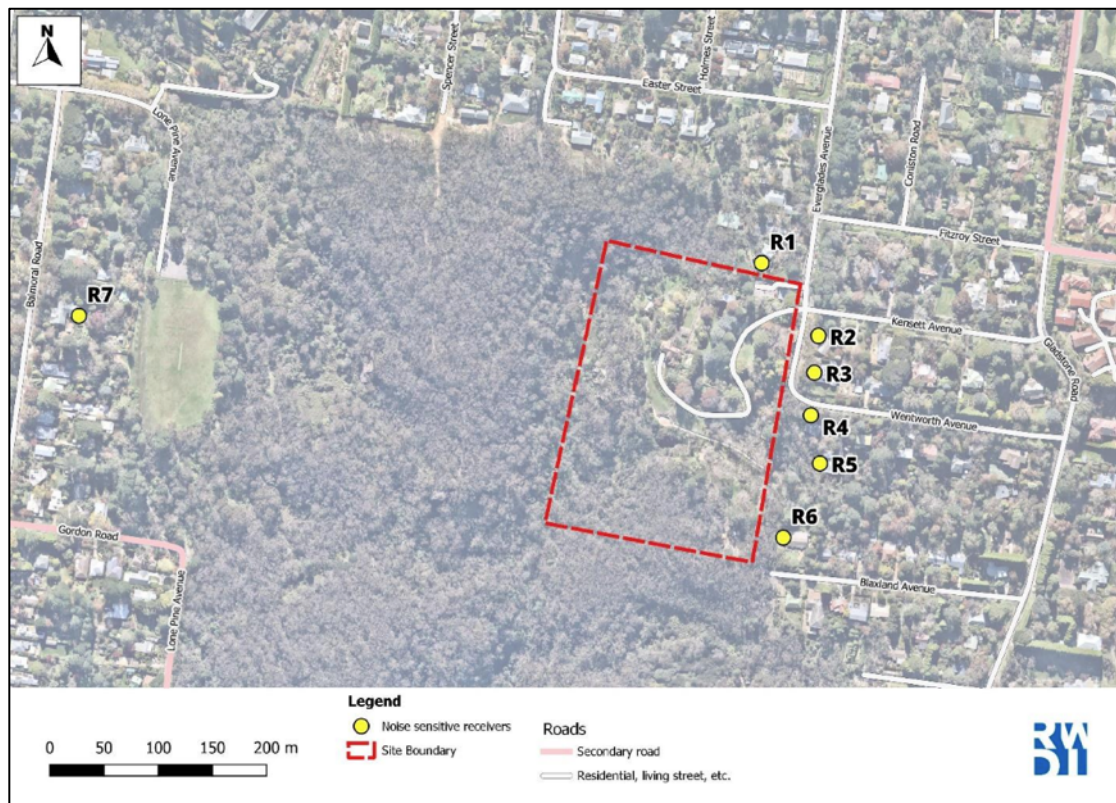 N
Spencer Street
Holmes Street
Easter Street
Lone Pine Avenue
Everglades Avenue
Coniston Road
Fitzroy Street
R1
Balmoral Road
R7
Kensett Avenue
R2
R3
Gladstone Road
R4
Wentworth Avenue
R5
R6
Gordon Road
Blaxland Avenue
Lone Pine Avenue
Legend
Noise sensitive receivers
Site Boundary
Roads
Secondary road
Residential, living street, etc.
0 50 100 150 200 m
RWDI